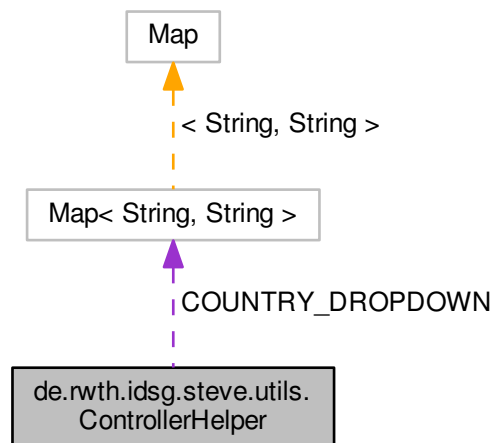 Map
< String, String >
Map< String, String >
COUNTRY_DROPDOWN
de.rwth.idsg.steve.utils.
ControllerHelper